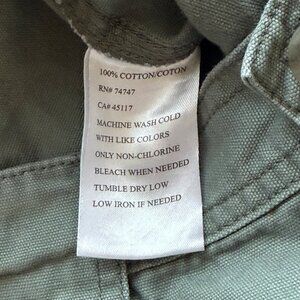 100% COTTON/COTON
RN# 74747
CA# 45117
MACHINE WASH COLD
WITH LIKE COLORS
ONLY NON-CHLORINE
BLEACH WHEN NEEDED
TUMBLE DRY LOW
LOW IRON IF NEEDED